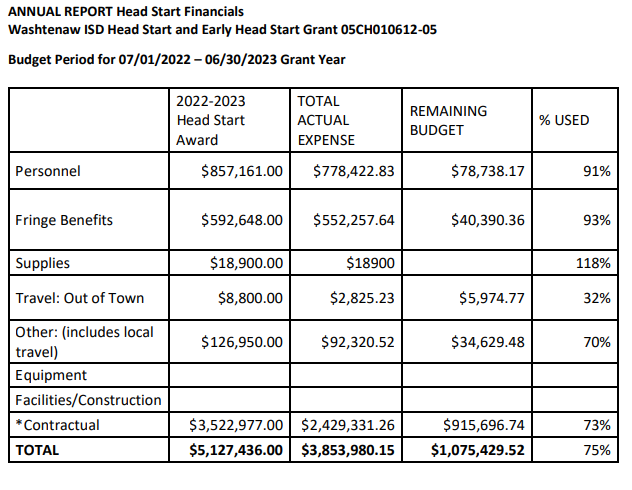 ANNUAL REPORT Head Start Financials
Washtenaw ISD Head Start and Early Head Start Grant 05CH010612-05
Budget Period for 07/01/2022 – 06/30/2023 Grant Year
2022-2023 Head Start Award TOTAL ACTUAL EXPENSE REMAINING BUDGET % USED
Personnel $857,161.00 $778,422.83 $78,738.17 91%
Fringe Benefits $592,648.00 $552,257.64 $40,390.36 93%
Supplies $18,900.00 $18900 118%
Travel: Out of Town $8,800.00 $2,825.23 $5,974.77 32%
Other: (includes local travel) $126,950.00 $92,320.52 $34,629.48 70%
Equipment
Facilities/Construction
*Contractual $3,522,977.00 $2,429,331.26 $915,696.74 73%
TOTAL $5,127,436.00 $3,853,980.15 $1,075,429.52 75%